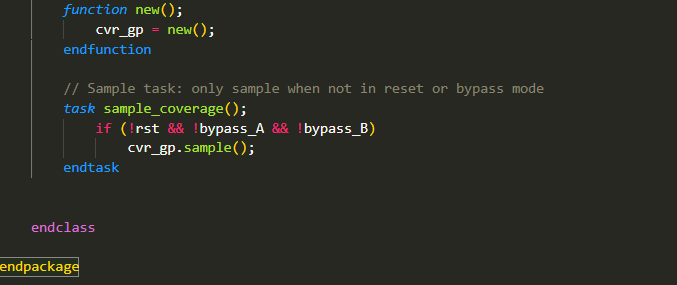 function new();
cvr_gp = new();
endfunction
// Sample task: only sample when not in reset or bypass mode
task sample_coverage();
if (!rst && !bypass_A && !bypass_B)
cvr_gp.sample();
endtask
endclass
endpackage